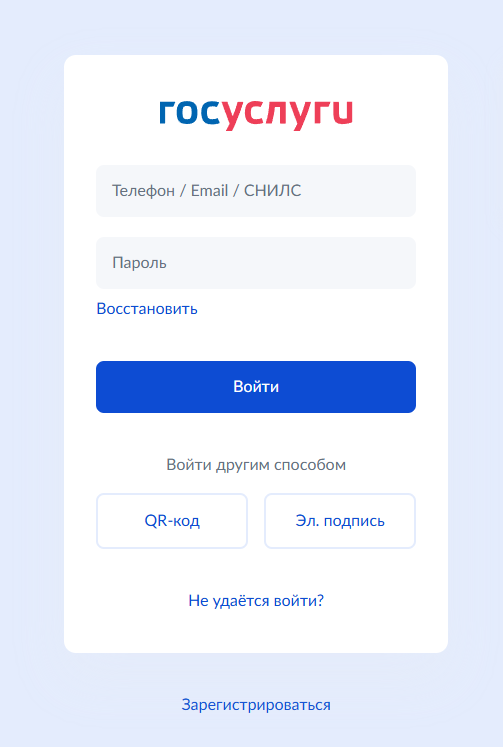 госуслуги
Телефон / Email / СНИЛС
Пароль
Восстановить
Войти
Войти другим способом
QR-код
Эл. подпись
Не удаётся войти?
Зарегистрироваться